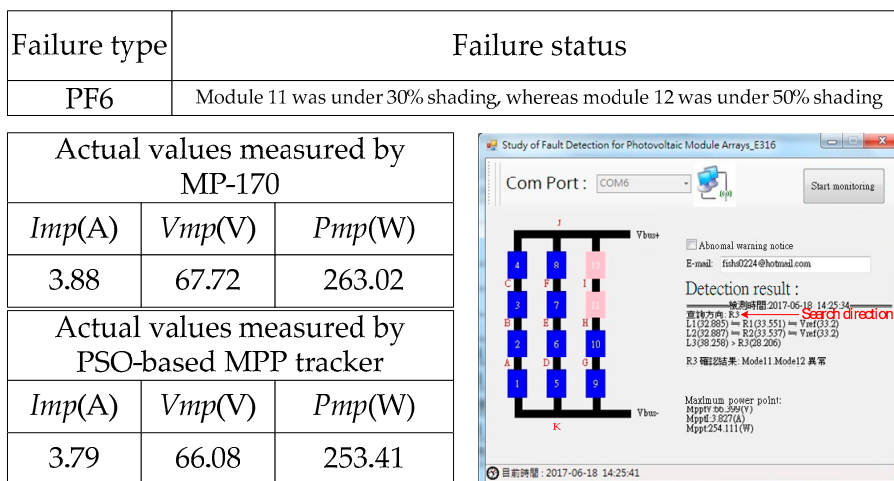 Failure type Failure status
PF6 Module 11 was under 30% shading, whereas module 12 was under 50% shading
Actual values measured by
MP-170
Imp(A) Vmp(V) Pmp(W)
3.88 67.72 263.02
Actual values measured by
PSO-based MPP tracker
Imp(A) Vmp(V) Pmp(W)
3.79 66.08 253.41
Study of Fault Detection for Photovoltaic Module Arrays_E316
Com Port : COM6 Start monitoring
J
Vbus+
4 8 12
C F I
3 7 11
B E H
2 6 10
A D G
1 5 9
Vbus-
K
Abnomal warning notice
E-mail: fishs0224@hotmail.com
Detection result :
檢測時間:2017-06-18 14:25:34
查詢方向: R3 Search direction
L1(32.885) ≒ R1(33.551) ≒ Vref(33.2)
L2(32.887) ≒ R2(33.537) ≒ Vref(33.2)
L3(38.258) > R3(28.206)
R3 確認結果: Mode11.Mode12 異常
Maximum power point:
MpptV:66.399(V)
MpptI:3.827(A)
Mppt:254.111(W)
目前時間 : 2017-06-18 14:25:41